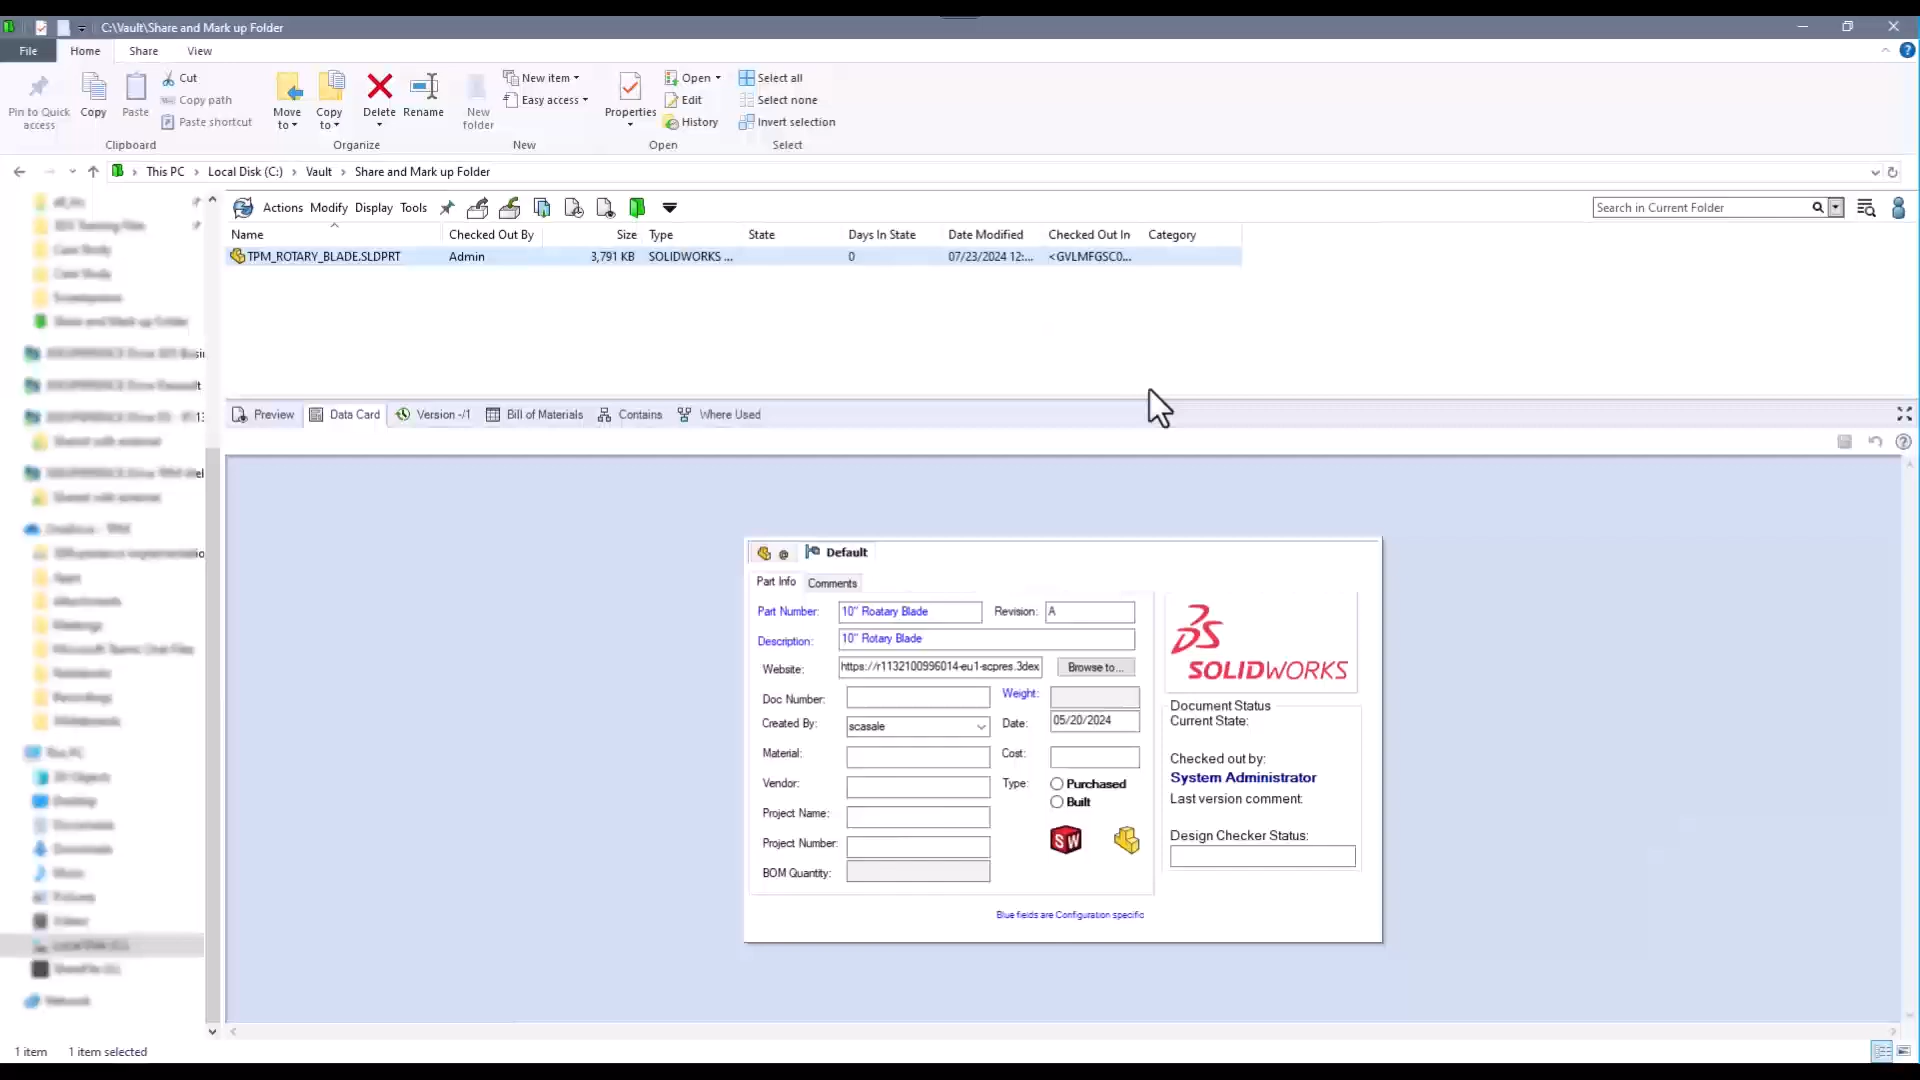 C:\Vault\Share and Mark up Folder
File Home Share View
Pin to Quick access
Copy
Paste
Cut
Copy path
Paste shortcut
Clipboard
Move to
Copy to
Delete
Rename
Organize
New folder
New item
Easy access
New
Properties
Open
Edit
History
Open
Select all
Select none
Invert selection
Select
This PC > Local Disk (C:) > Vault > Share and Mark up Folder
Actions Modify Display Tools
Search in Current Folder
Name Checked Out By Size Type State Days In State Date Modified Checked Out In Category
TPM_ROTARY_BLADE.SLDPRT Admin 3,791 KB SOLIDWORKS ... 0 07/23/2024 12:... <GVLMFGSC0...
Share and Mark up Folder
Preview Data Card Version -/1 Bill of Materials Contains Where Used
@ Default
Part Info Comments
Part Number: 10" Roatary Blade Revision: A
Description: 10" Rotary Blade
Website: https://r1132100996014-eu1-scpres.3dex Browse to...
Doc Number: Weight:
Created By: scasale Date: 05/20/2024
Material: Cost:
Vendor: Type: Purchased
Built
Project Name:
Project Number:
SW
BOM Quantity:
Blue fields are Configuration specific
DS
SOLIDWORKS
Document Status
Current State:
Checked out by:
System Administrator
Last version comment:
Design Checker Status:
1 item 1 item selected